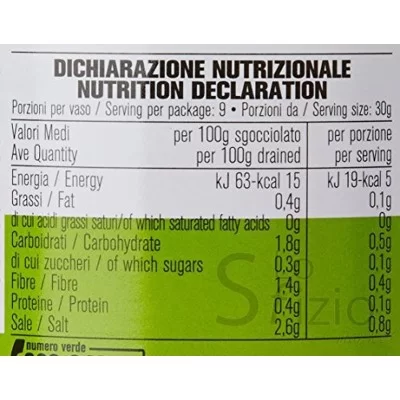 DICHIARAZIONE NUTRIZIONALE
NUTRITION DECLARATION
Porzioni per vaso / Serving per package: 9 • Porzioni da / Serving size: 30g
Valori Medi per 100g sgocciolato per porzione
Ave Quantity per 100g drained per serving
Energia / Energy kJ 63-kcal 15 kJ 19-kcal 5
Grassi / Fat 0,4g 0,1g
di cui acidi grassi saturi/of which saturated fatty acids 0g 0g
Carboidrati / Carbohydrate 1,8g 0,5g
di cui zuccheri / of which sugars 0,3g 0,1g
Fibre / Fibre 1,4g 0,4g
Proteine / Protein 0,4g 0,1g
Sale / Salt 2,6g 0,8g
numero verde